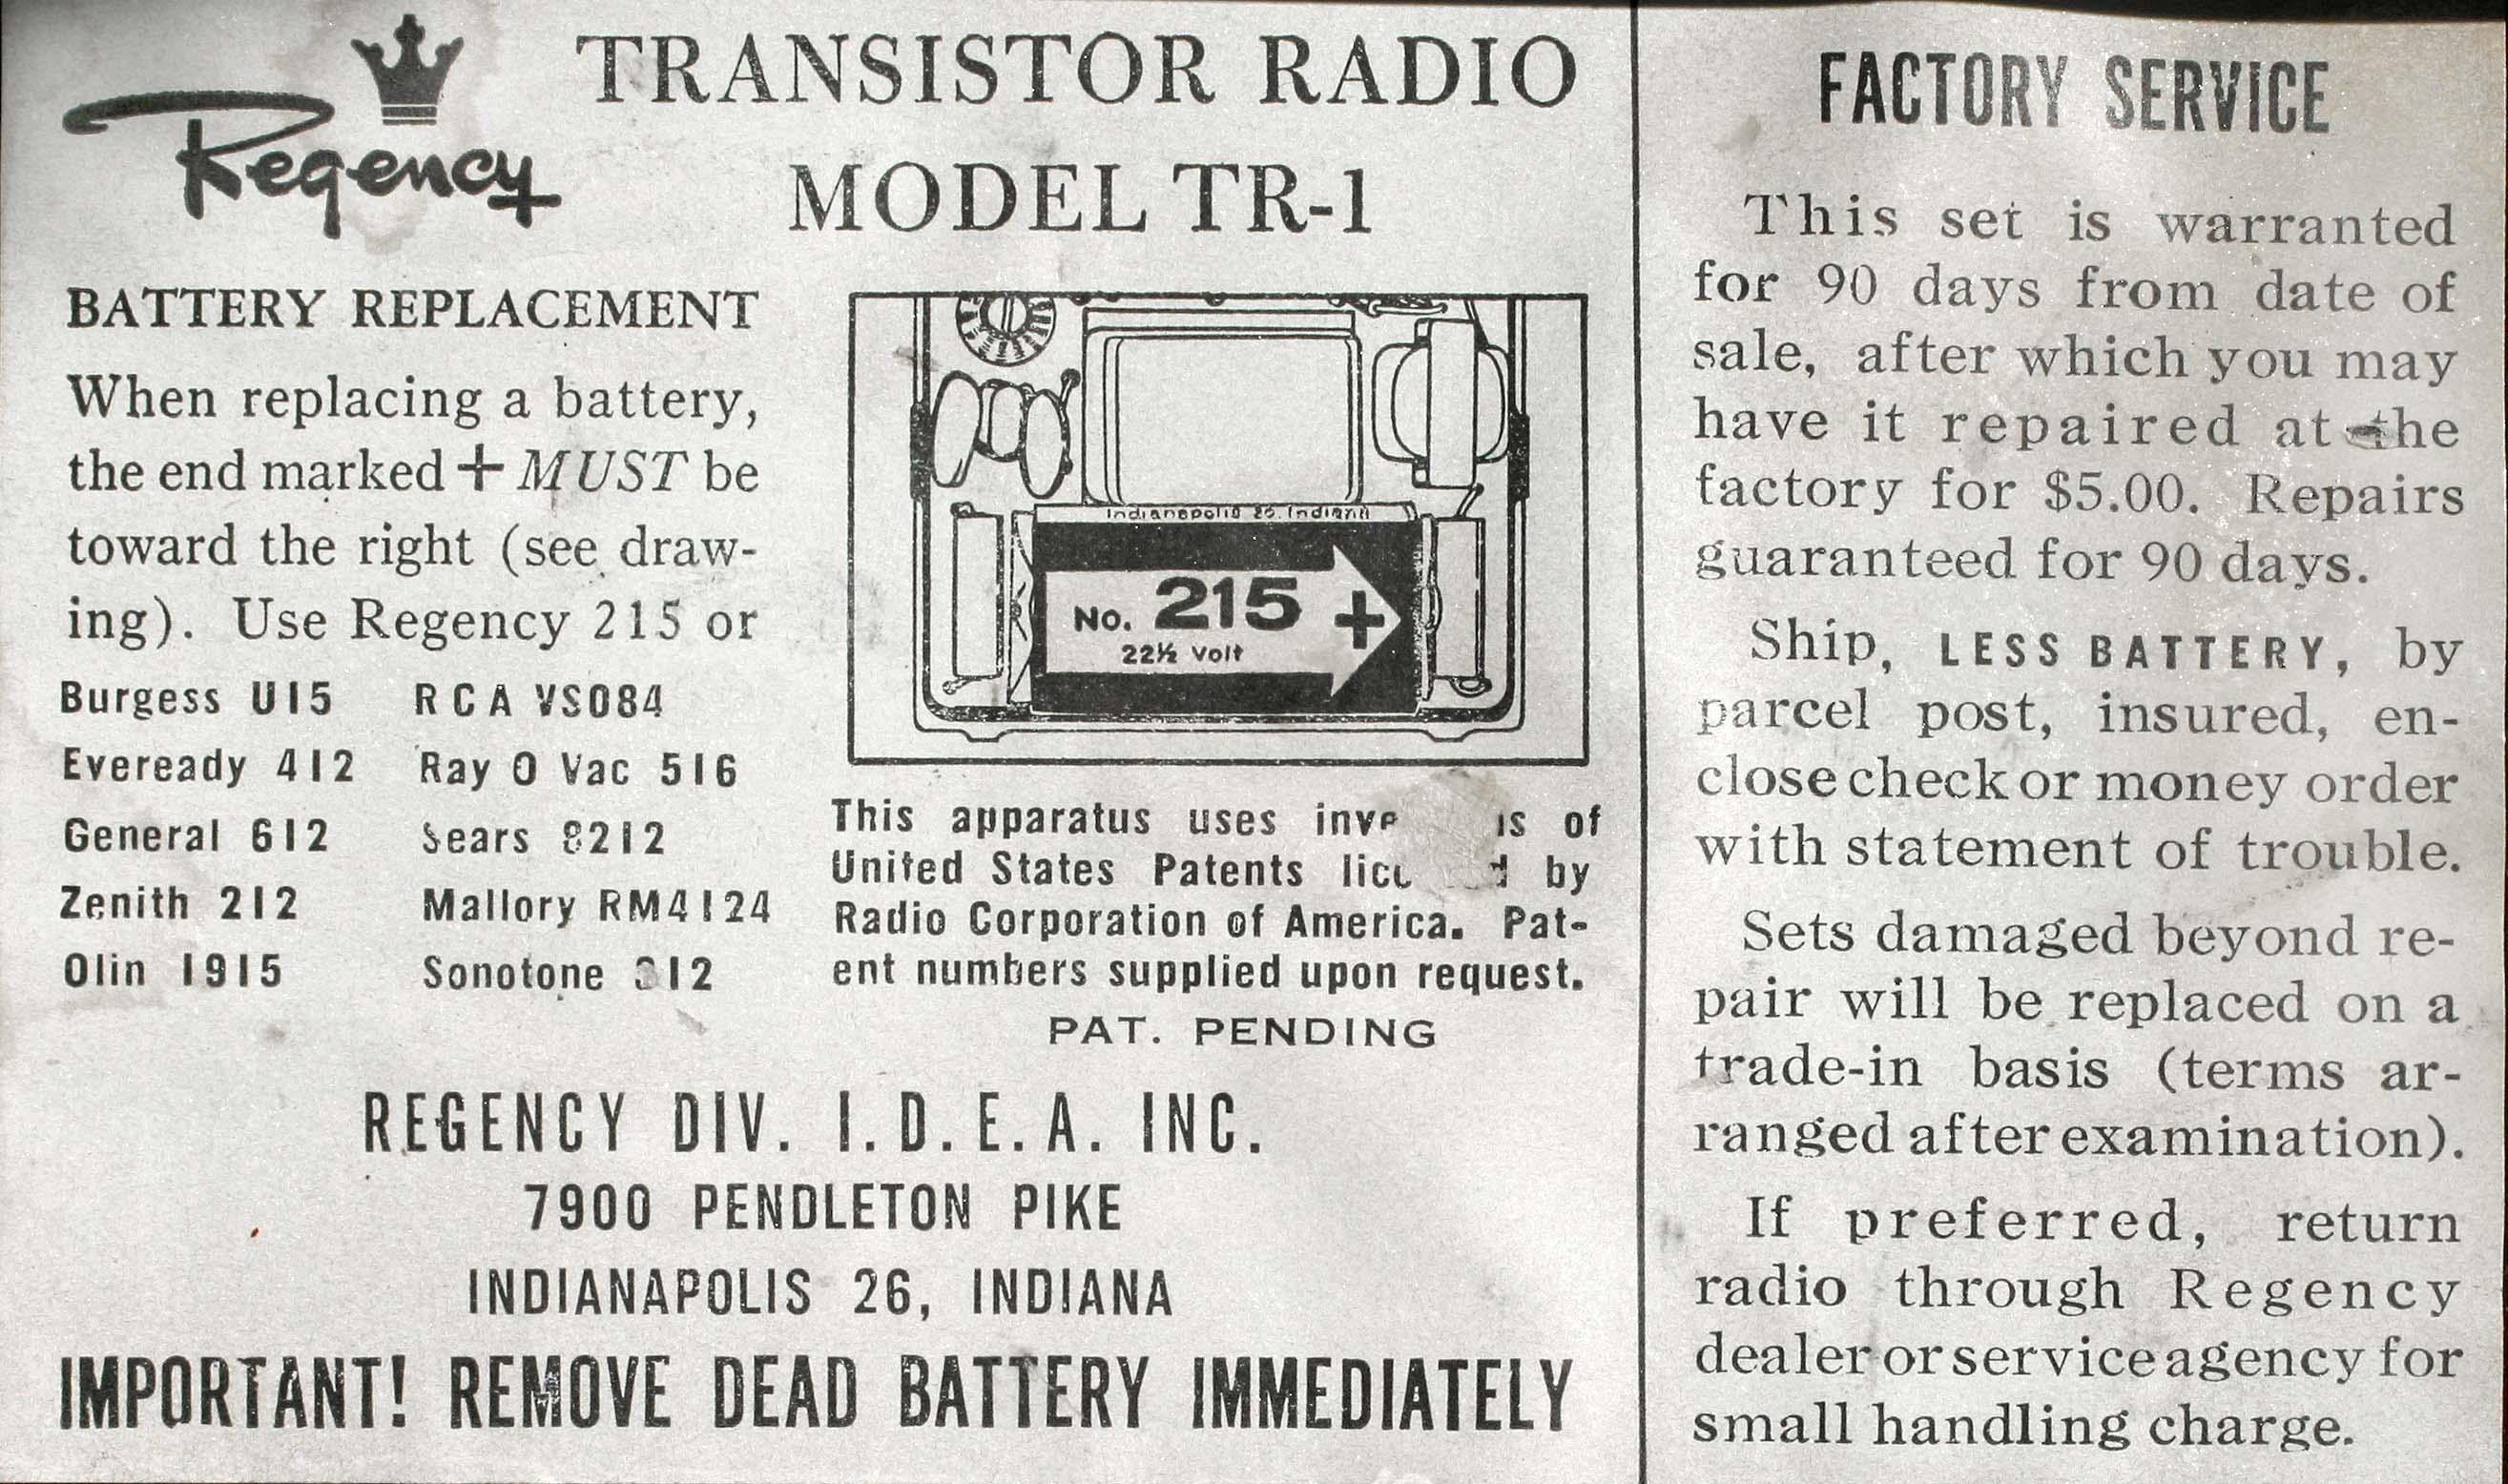 Regency
TRANSISTOR RADIO
MODEL TR-1
BATTERY REPLACEMENT
When replacing a battery,
the end marked + MUST be
toward the right (see draw-
ing). Use Regency 215 or
Burgess U15 RCA VS084
Eveready 412 Ray O Vac 516
General 612 Sears 8212
Zenith 212 Mallory RM4124
Olin 1915 Sonotone
Indianapolis 26, Indiana
No. 215 +
22½ Volt
This apparatus uses of
United States Patents by
Radio Corporation of America. Pat-
ent numbers supplied upon request.
PAT. PENDING
REGENCY DIV. I.D.E.A. INC.
7900 PENDLETON PIKE
INDIANAPOLIS 26, INDIANA
IMPORTANT! REMOVE DEAD BATTERY IMMEDIATELY
FACTORY SERVICE
This set is warranted
for 90 days from date of
sale, after which you may
have it repaired at the
factory for $5.00. Repairs
guaranteed for 90 days.
Ship, LESS BATTERY, by
parcel post, insured, en-
close check or money order
with statement of trouble.
Sets damaged beyond re-
pair will be replaced on a
trade-in basis (terms ar-
ranged after examination).
If preferred, return
radio through Regency
dealer or service agency for
small handling charge.